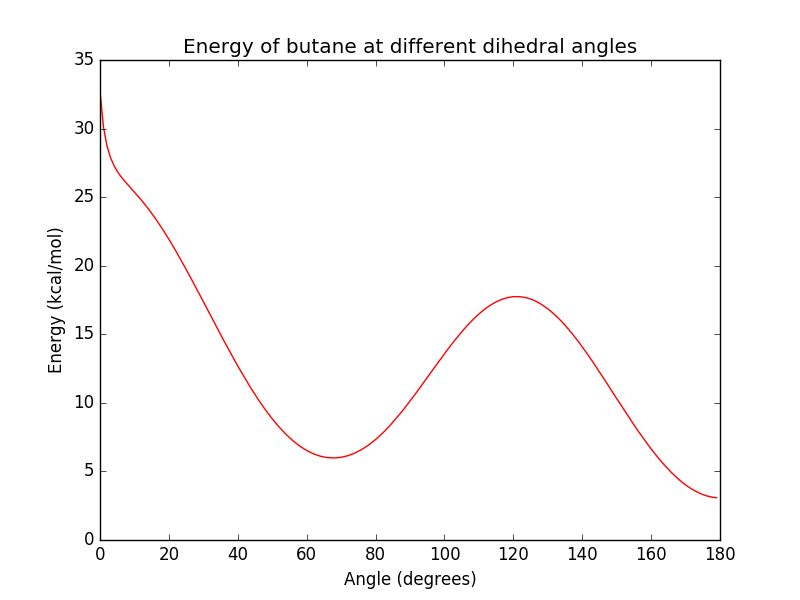 Energy of butane at different dihedral angles
35
30
25
20
15
10
5
0
Energy (kcal/mol)
0 20 40 60 80 100 120 140 160 180
Angle (degrees)